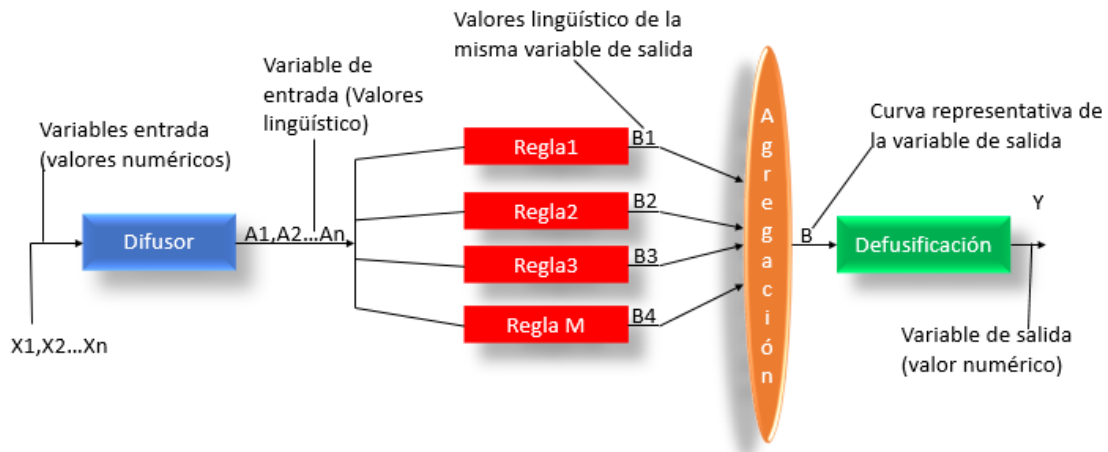 Valores lingüístico de la
misma variable de salida
Variable de
entrada (Valores
lingüístico)
Variables entrada
(valores numéricos)
Curva representativa de
la variable de salida
Difusor
A1,A2...An
X1,X2...Xn
Regla1
B1
Regla2
B2
Regla3
B3
Regla M
B4
Agregación
B
Defusificación
Y
Variable de salida
(valor numérico)